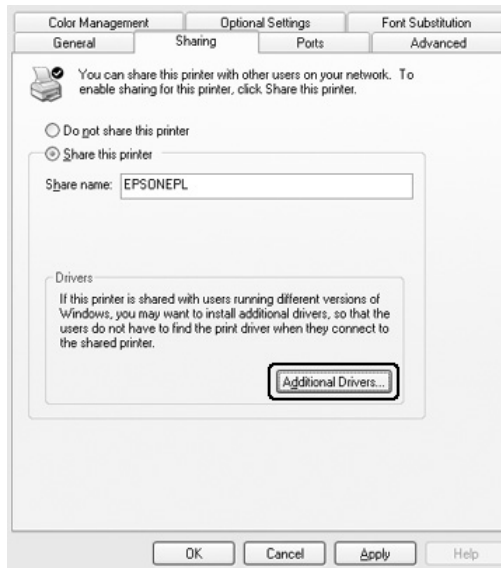 Color Management Optional Settings Font Substitution
General Sharing Ports Advanced
You can share this printer with other users on your network. To
enable sharing for this printer, click Share this printer.
Do not share this printer
Share this printer
Share name: EPSONEPL
Drivers
If this printer is shared with users running different versions of
Windows, you may want to install additional drivers, so that the
users do not have to find the print driver when they connect to
the shared printer.
Additional Drivers...
OK Cancel Apply Help